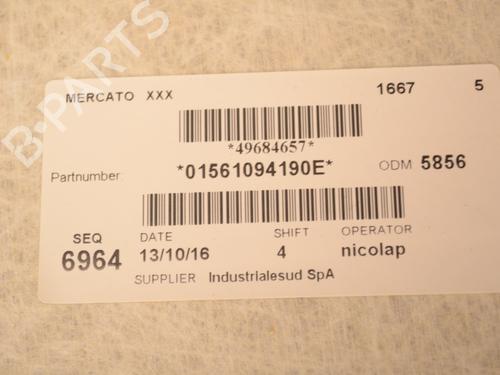 B-PARTS
MERCATO XXX 1667 5
*49684657*
Partnumber: *01561094190E* ODM 5856
SEQ DATE SHIFT OPERATOR
6964 13/10/16 4 nicolap
SUPPLIER Industrialesud SpA